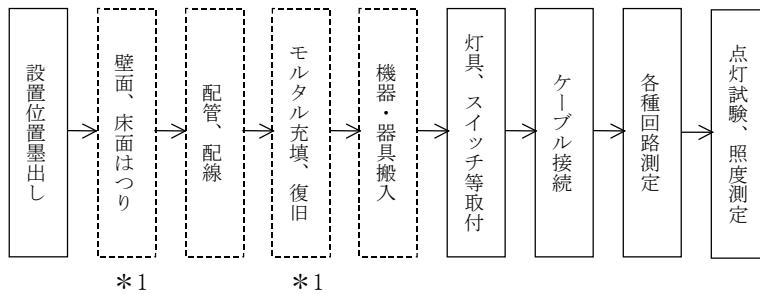 設置位置墨出し
壁面、床面はつり
配管、配線
モルタル充填、復旧
機器・器具搬入
灯具、スイッチ等取付
ケーブル接続
各種回路測定
点灯試験、照度測定
＊1
＊1